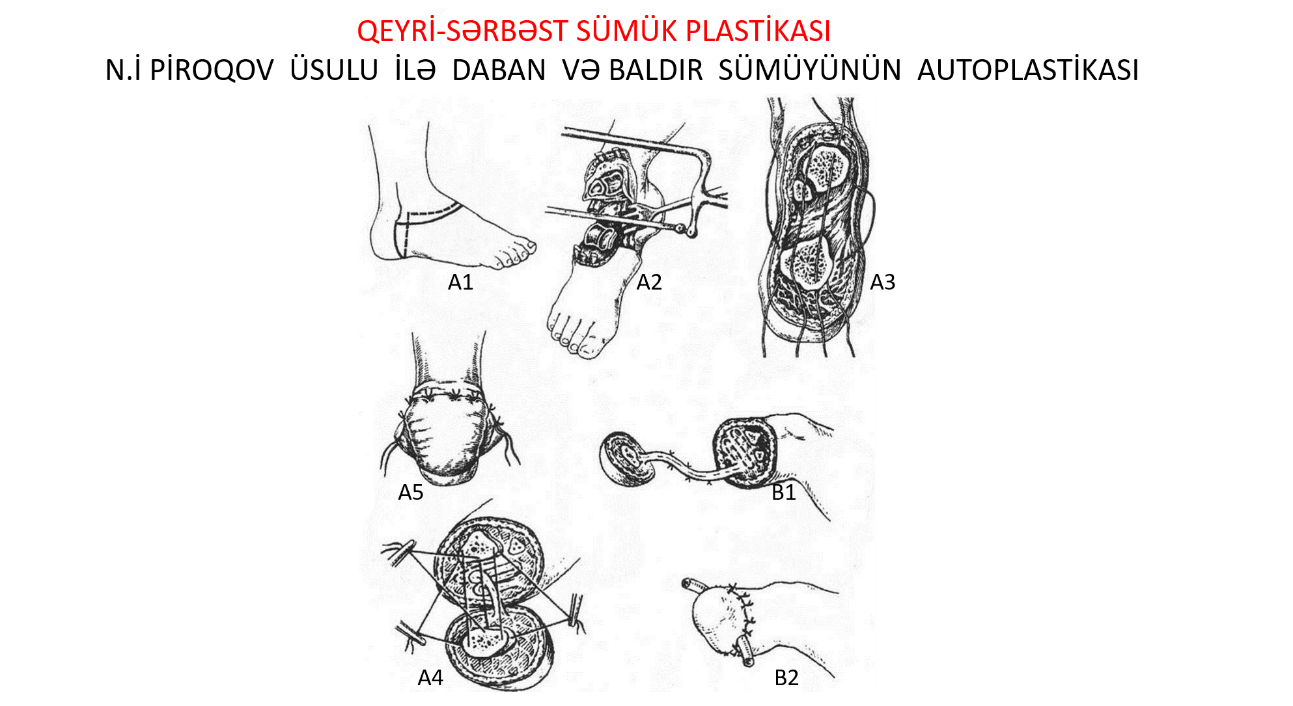 QEYRİ-SƏRBƏST SÜMÜK PLASTİKASI
N.İ PİROQOV ÜSULU İLƏ DABAN VƏ BALDIR SÜMÜYÜNÜN AUTOPLASTİKASI
A1
A2
A3
A5
B1
A4
B2